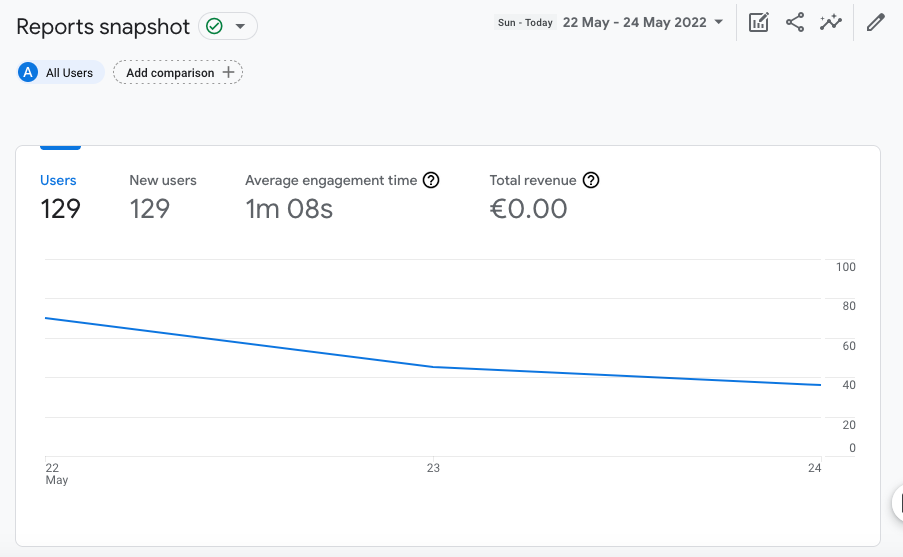 Reports snapshot
Sun - Today 22 May - 24 May 2022
A All Users Add comparison +
Users New users Average engagement time ? Total revenue ?
129 129 1m 08s €0.00
100
80
60
40
20
0
22 23 24
May